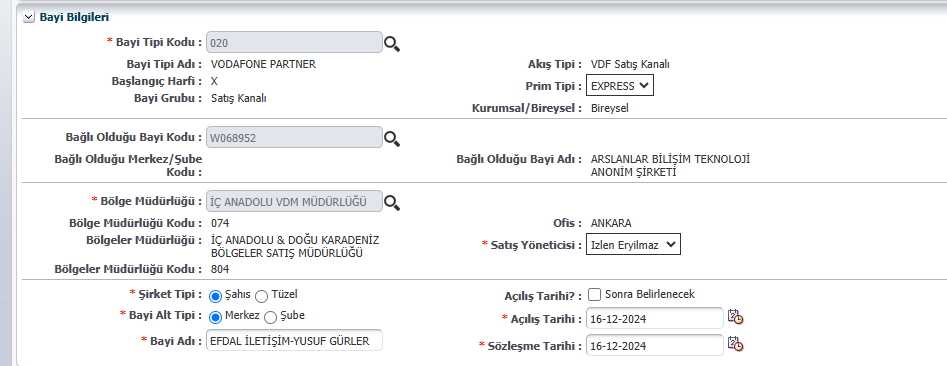 Bayi Bilgileri
* Bayi Tipi Kodu : 020
Bayi Tipi Adı : VODAFONE PARTNER Akış Tipi : VDF Satış Kanalı
Başlangıç Harfi : X Prim Tipi : EXPRESS
Bayi Grubu : Satış Kanalı Kurumsal/Bireysel : Bireysel
Bağlı Olduğu Bayi Kodu : W068952
Bağlı Olduğu Merkez/Şube Kodu : Bağlı Olduğu Bayi Adı : ARSLANLAR BİLİŞİM TEKNOLOJİ
ANONİM ŞİRKETİ
* Bölge Müdürlüğü : İÇ ANADOLU VDM MÜDÜRLÜĞÜ
Bölge Müdürlüğü Kodu : 074 Ofis : ANKARA
Bölgeler Müdürlüğü : İÇ ANADOLU & DOĞU KARADENİZ * Satış Yöneticisi : Izlen Eryilmaz
BÖLGELER SATIŞ MÜDÜRLÜĞÜ
Bölgeler Müdürlüğü Kodu : 804
* Şirket Tipi : Şahıs Tüzel Açılış Tarihi? : Sonra Belirlenecek
* Bayi Alt Tipi : Merkez Şube * Açılış Tarihi : 16-12-2024
* Bayi Adı : EFDAL İLETİŞİM-YUSUF GÜRLER * Sözleşme Tarihi : 16-12-2024